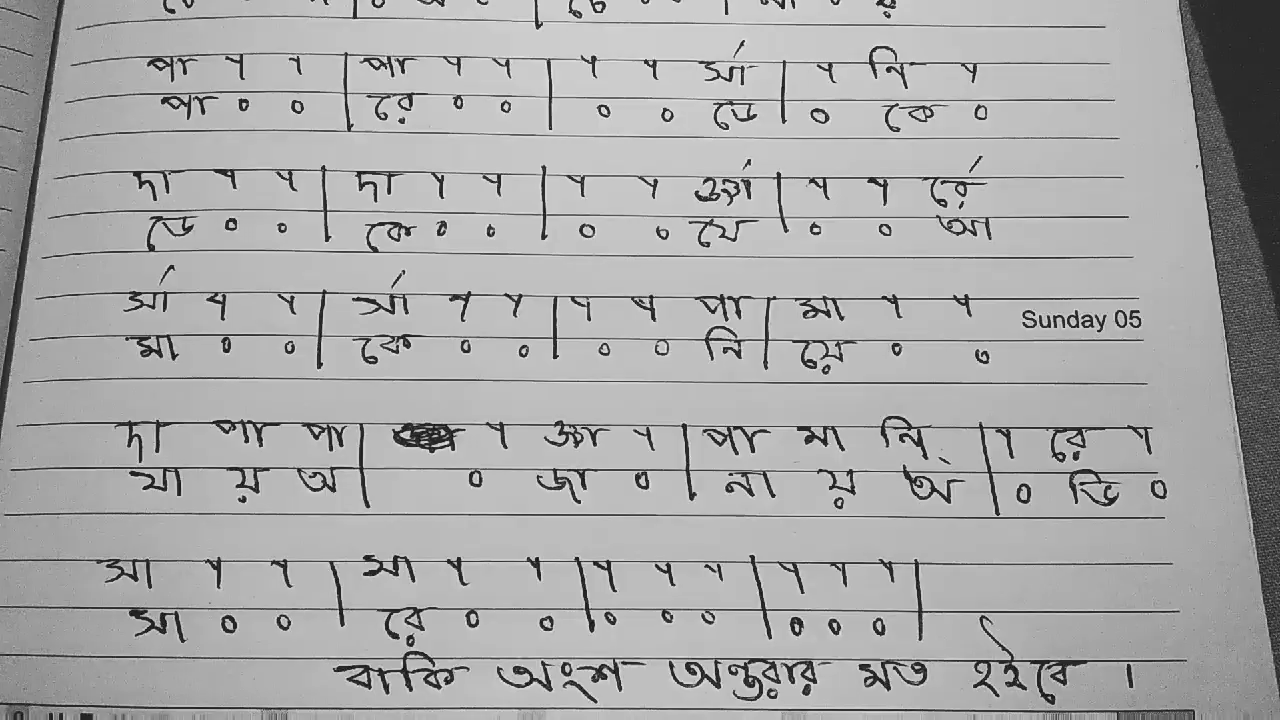 পা য য | পা য য | য য র্সা | য নি য
পা ০ ০ | রে ০ ০ | ০ ০ ডে | ০ কে ০
দা য য | দা য য | য য র্জ্ঞা | য য র্রে
ডে ০ ০ | কে ০ ০ | ০ ০ যে | ০ ০ আ
র্সা য য | র্সা য য | য য পা | মা য য
মা ০ ০ | কে ০ ০ | ০ ০ নি | য়ে ০ ০
Sunday 05
দা পা পা | য জ্ঞা য | পা মা নি্ | য রে য
যা য় অ | ০ জা ০ | না য় অ | ০ ভি ০
সা য য | সা য য | য য য | য য য |
সা ০ ০ | রে ০ ০ | ০ ০ ০ | ০ ০ ০ |
বাকি অংশ অন্তরার মত হইবে ।